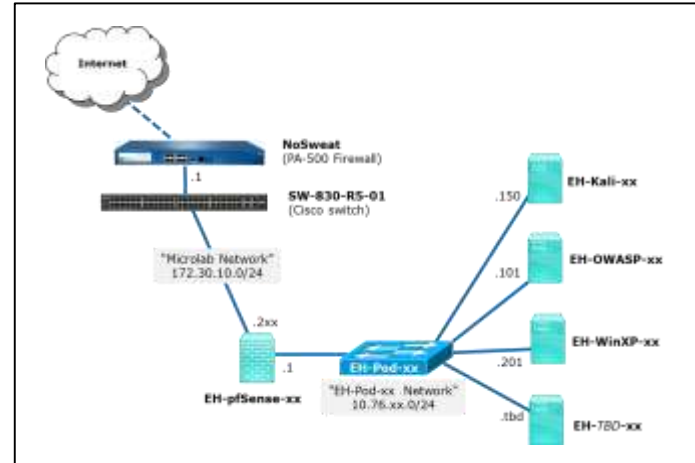 Internet
NoSweat
(PA-500 Firewall)
.1
SW-830-R5-01
(Cisco switch)
"Microlab Network"
172.30.10.0/24
.2xx
.1
EH-pfSense-xx
EH-Pod-xx
"EH-Pod-xx Network"
10.76.xx.0/24
.150
EH-Kali-xx
.101
EH-OWASP-xx
.201
EH-WinXP-xx
.tbd
EH-TBD-xx